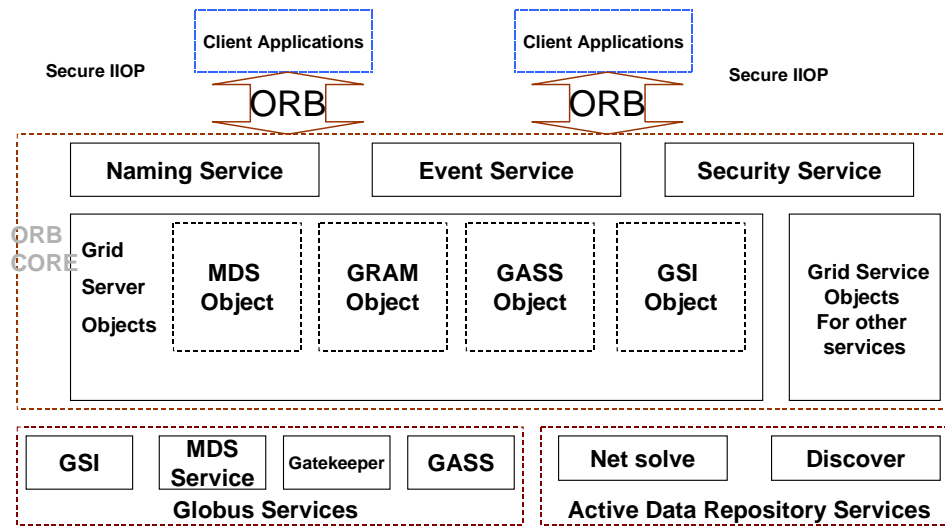 Client Applications
Client Applications
Secure IIOP
Secure IIOP
ORB
ORB
Naming Service
Event Service
Security Service
ORB
CORE
Grid
Server
Objects
MDS
Object
GRAM
Object
GASS
Object
GSI
Object
Grid Service
Objects
For other
services
GSI
MDS
Service
Gatekeeper
GASS
Net solve
Discover
Globus Services
Active Data Repository Services